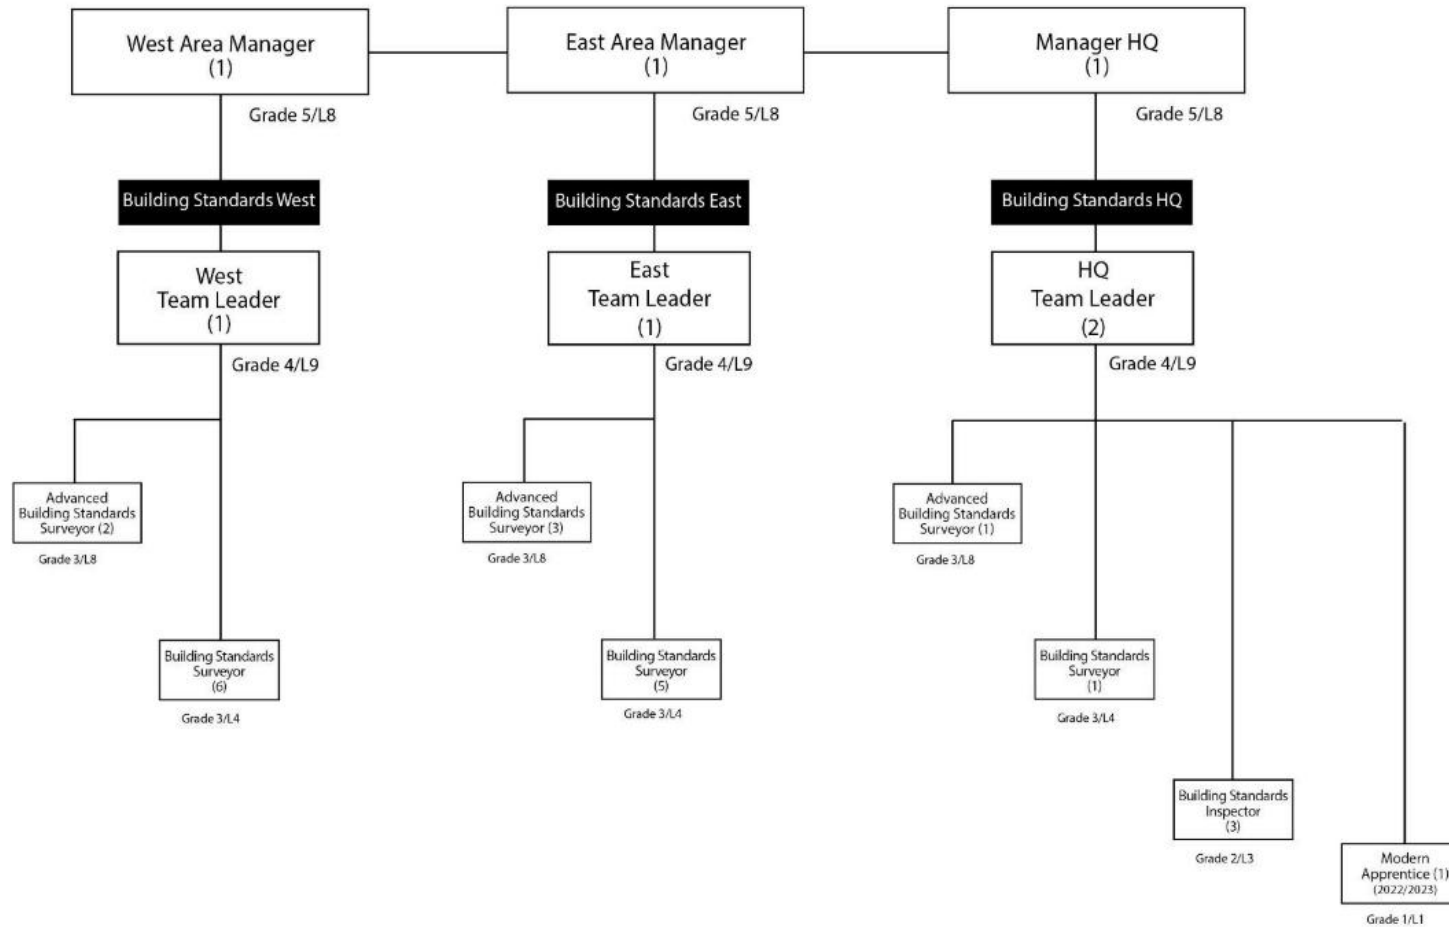 West Area Manager
(1)
Grade 5/L8
East Area Manager
(1)
Grade 5/L8
Manager HQ
(1)
Grade 5/L8
Building Standards West
Building Standards East
Building Standards HQ
West
Team Leader
(1)
Grade 4/L9
East
Team Leader
(1)
Grade 4/L9
HQ
Team Leader
(2)
Grade 4/L9
Advanced
Building Standards
Surveyor (2)
Grade 3/L8
Advanced
Building Standards
Surveyor (3)
Grade 3/L8
Advanced
Building Standards
Surveyor (1)
Grade 3/L8
Building Standards
Surveyor
(6)
Grade 3/L4
Building Standards
Surveyor
(5)
Grade 3/L4
Building Standards
Surveyor
(1)
Grade 3/L4
Building Standards
Inspector
(3)
Grade 2/L3
Modern
Apprentice (1)
(2022/2023)
Grade 1/L1